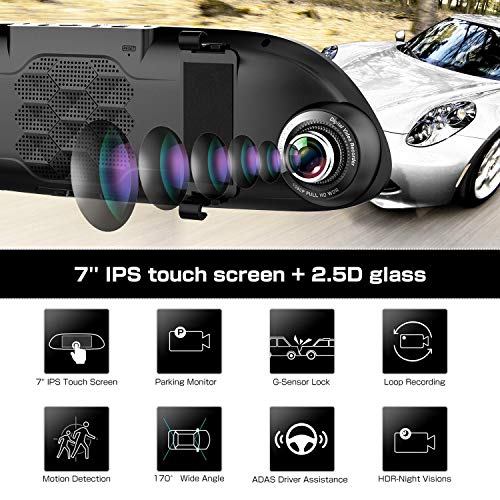 RESET
Digital Video Recorder
1080P FULL HD WDR
7" IPS touch screen + 2.5D glass
P
7" IPS Touch Screen
Parking Monitor
G-Sensor Lock
Loop Recording
Motion Detection
170° Wide Angle
ADAS Driver Assistance
HDR-Night Visions